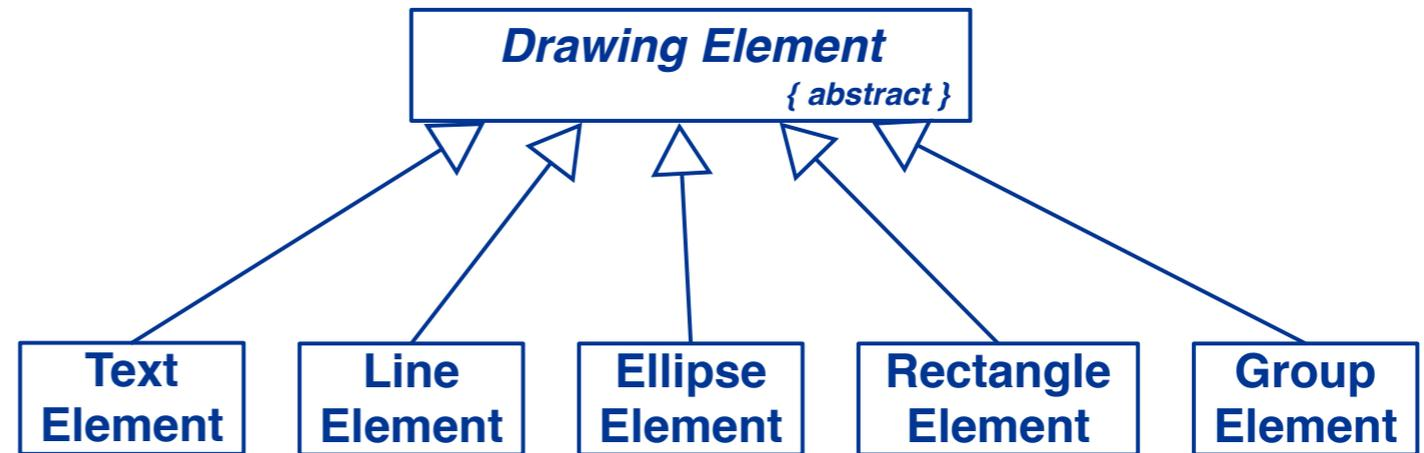 Drawing Element
{ abstract }
Text
Element
Line
Element
Ellipse
Element
Rectangle
Element
Group
Element